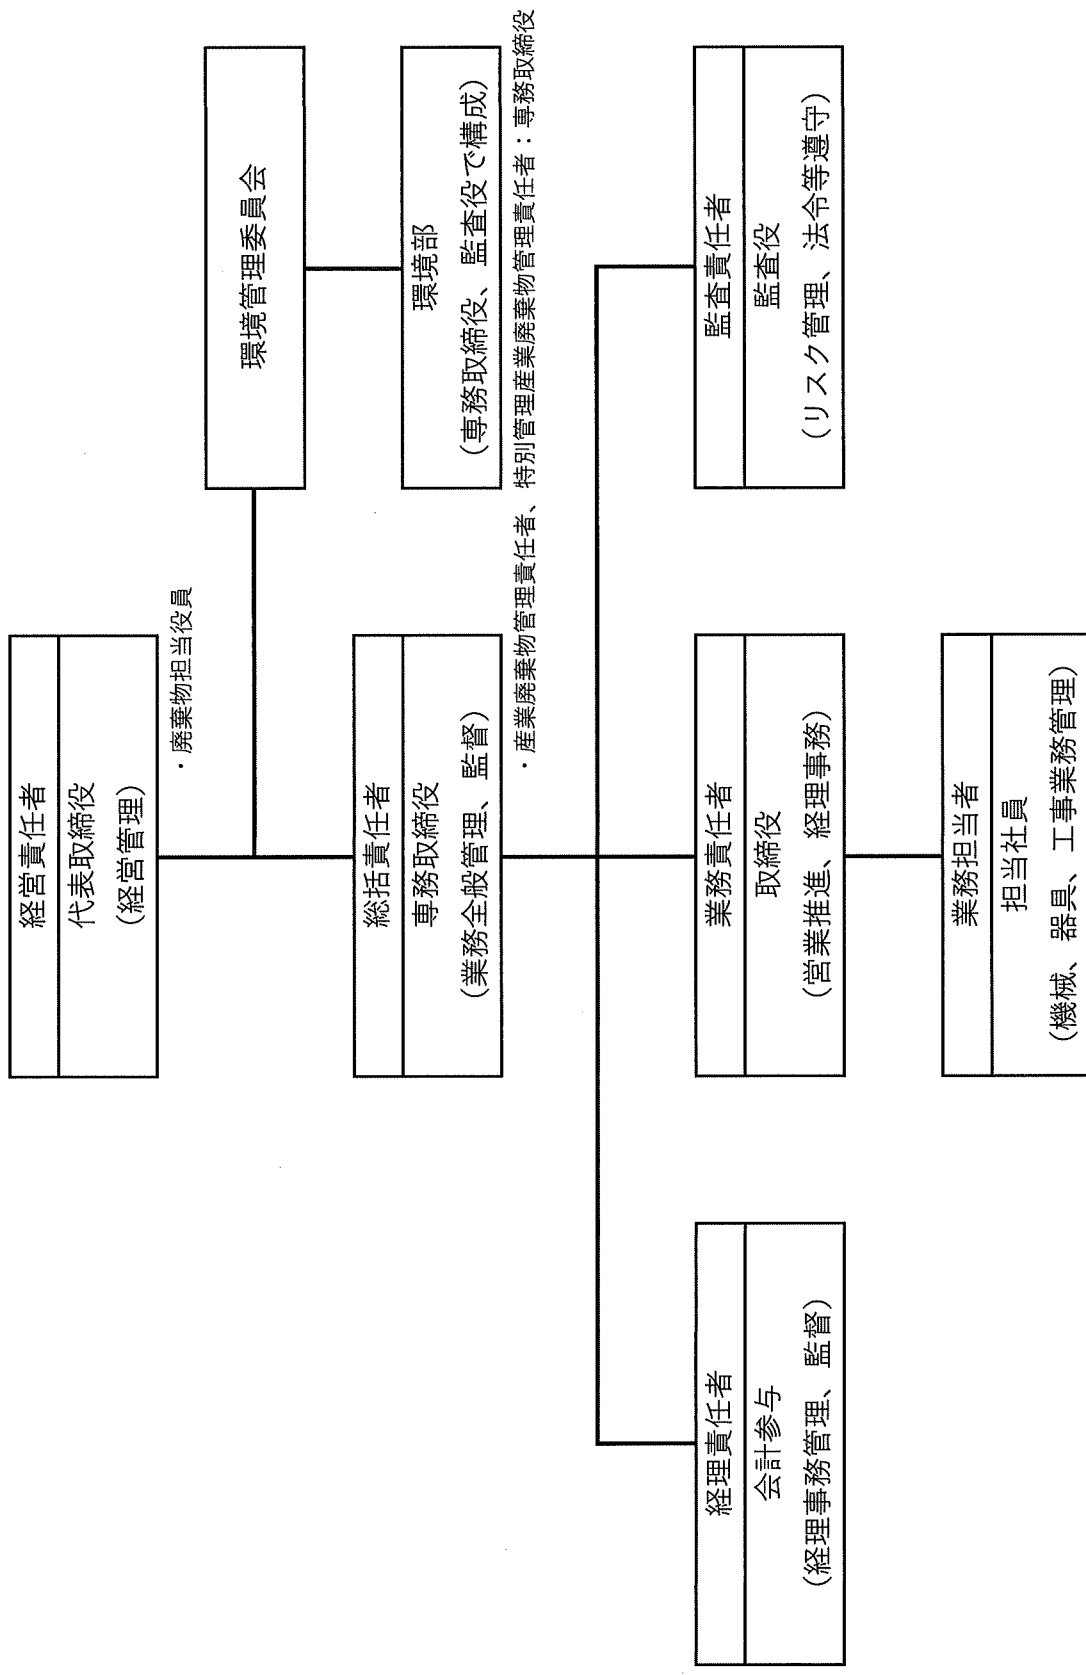 経営責任者
代表取締役
(経営管理)
・廃棄物担当役員
環境管理委員会
環境部
(専務取締役、監査役で構成)
総括責任者
専務取締役
(業務全般管理、監督)
・産業廃棄物管理責任者、特別管理産業廃棄物管理責任者：専務取締役
経理責任者
会計参与
(経理事務管理、監督)
業務責任者
取締役
(営業推進、経理事務)
監査責任者
監査役
(リスク管理、法令等遵守)
業務担当者
担当社員
(機械、器具、工事業務管理)